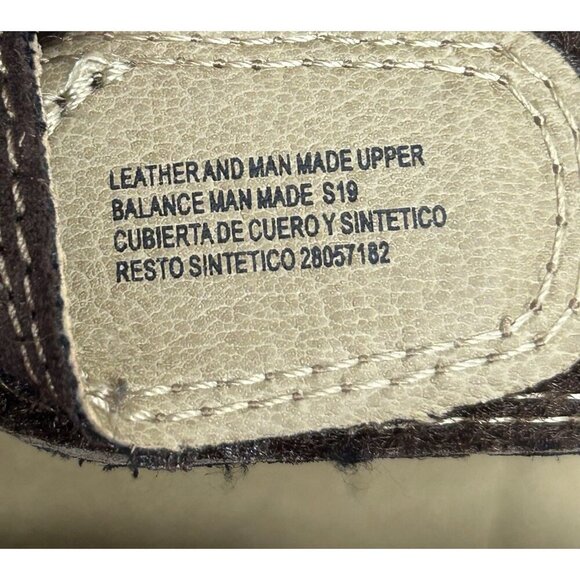 LEATHER AND MAN MADE UPPER
BALANCE MAN MADE S19
CUBIERTA DE CUERO Y SINTETICO
RESTO SINTETICO 28057182